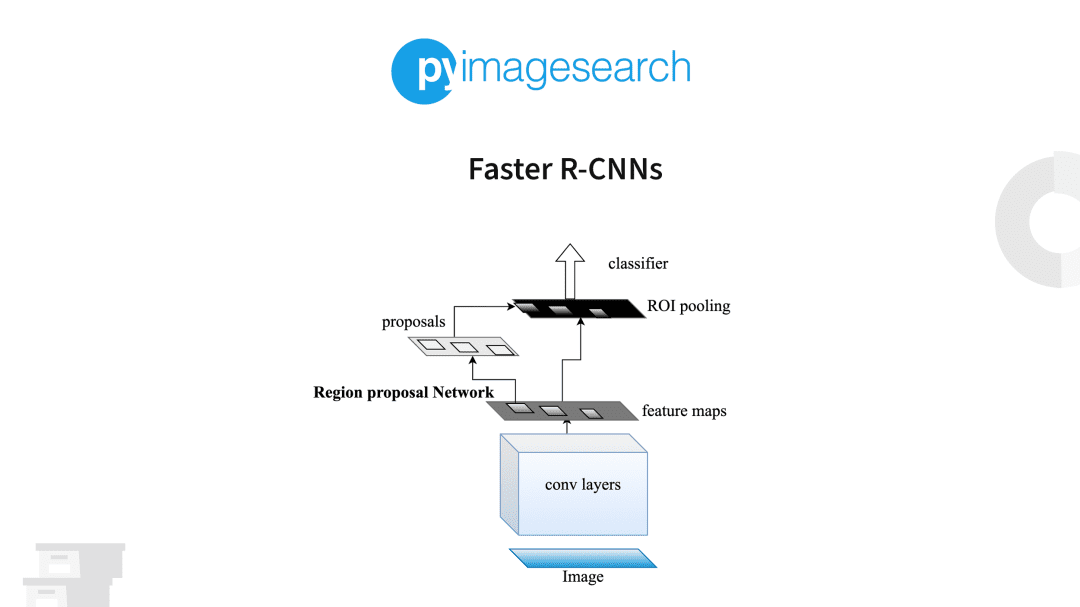 pyimagesearch
Faster R-CNNs
classifier
ROI pooling
proposals
Region proposal Network
feature maps
conv layers
Image